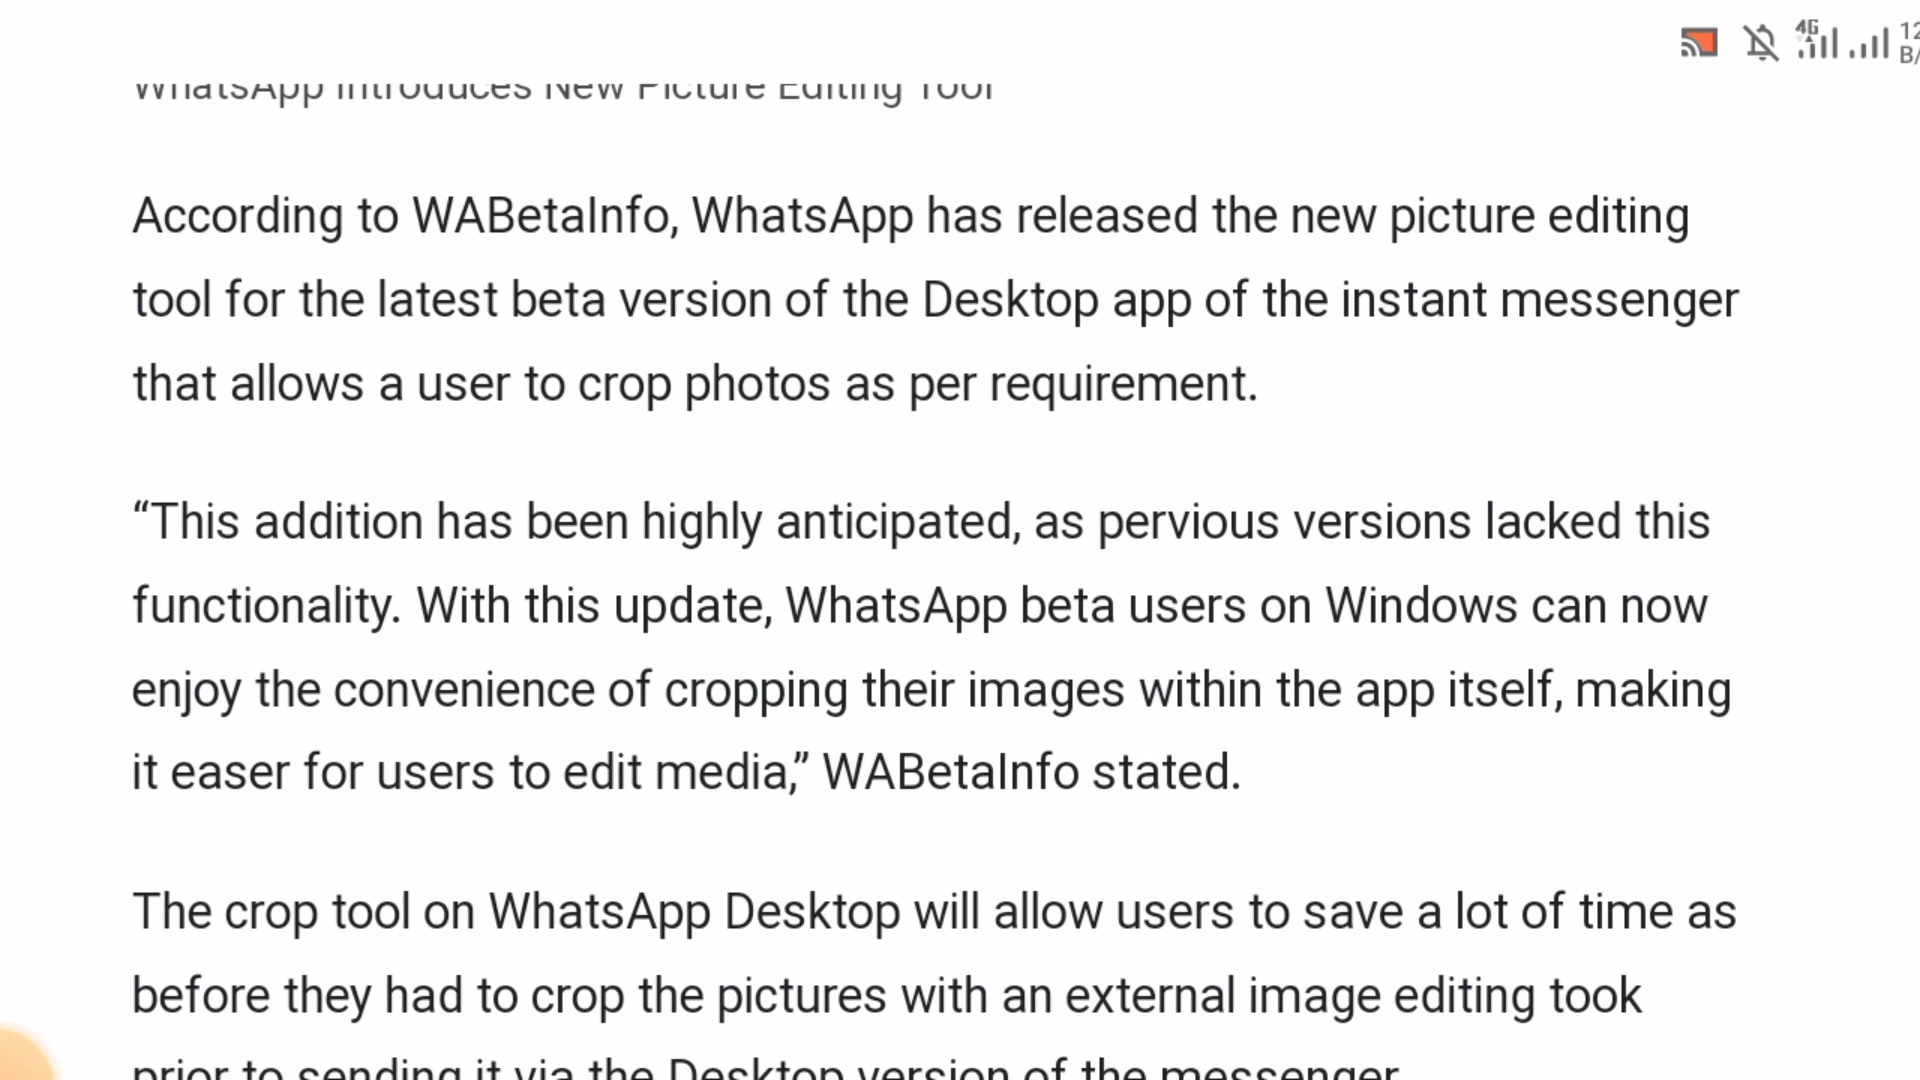 4G
12
B/
WhatsApp Introduces New Picture Editing Tool
According to WABetaInfo, WhatsApp has released the new picture editing
tool for the latest beta version of the Desktop app of the instant messenger
that allows a user to crop photos as per requirement.
“This addition has been highly anticipated, as pervious versions lacked this
functionality. With this update, WhatsApp beta users on Windows can now
enjoy the convenience of cropping their images within the app itself, making
it easer for users to edit media,” WABetaInfo stated.
The crop tool on WhatsApp Desktop will allow users to save a lot of time as
before they had to crop the pictures with an external image editing took
prior to sending it via the Desktop version of the messenger